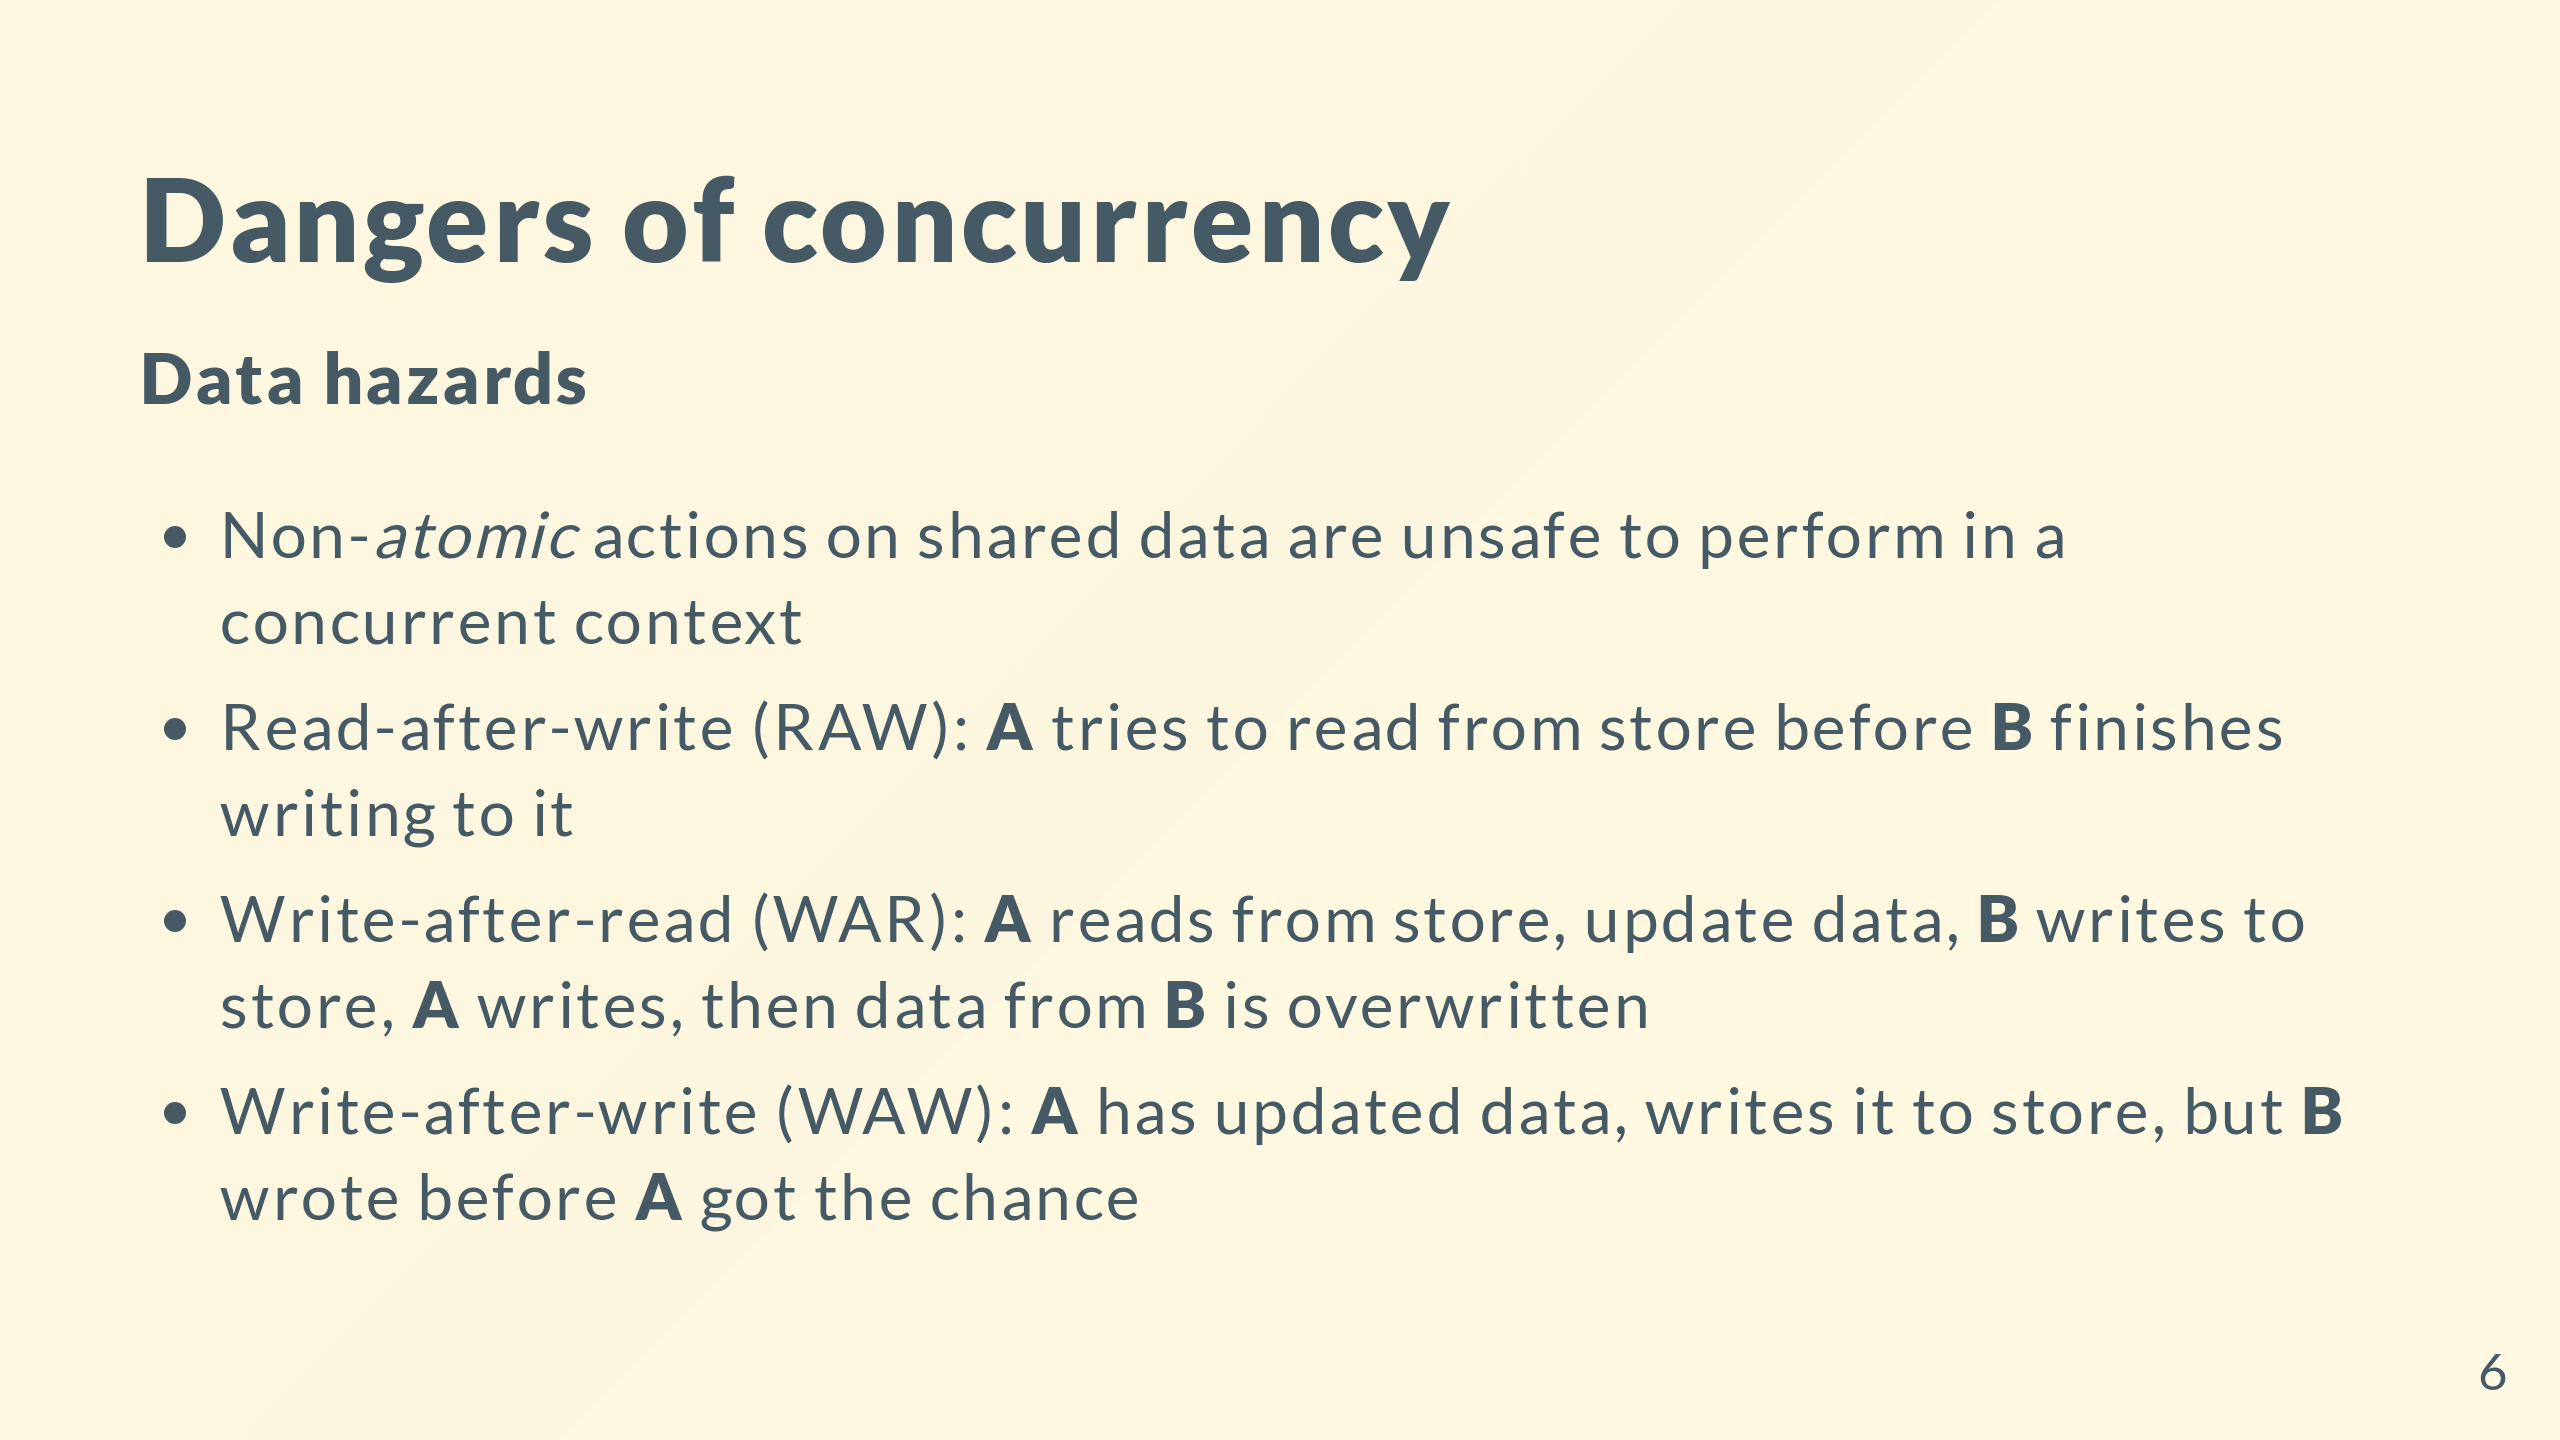 Dangers of concurrency
Data hazards
• Non-atomic actions on shared data are unsafe to perform in a
concurrent context
• Read-after-write (RAW): A tries to read from store before B finishes
writing to it
• Write-after-read (WAR): A reads from store, update data, B writes to
store, A writes, then data from B is overwritten
• Write-after-write (WAW): A has updated data, writes it to store, but B
wrote before A got the chance
6